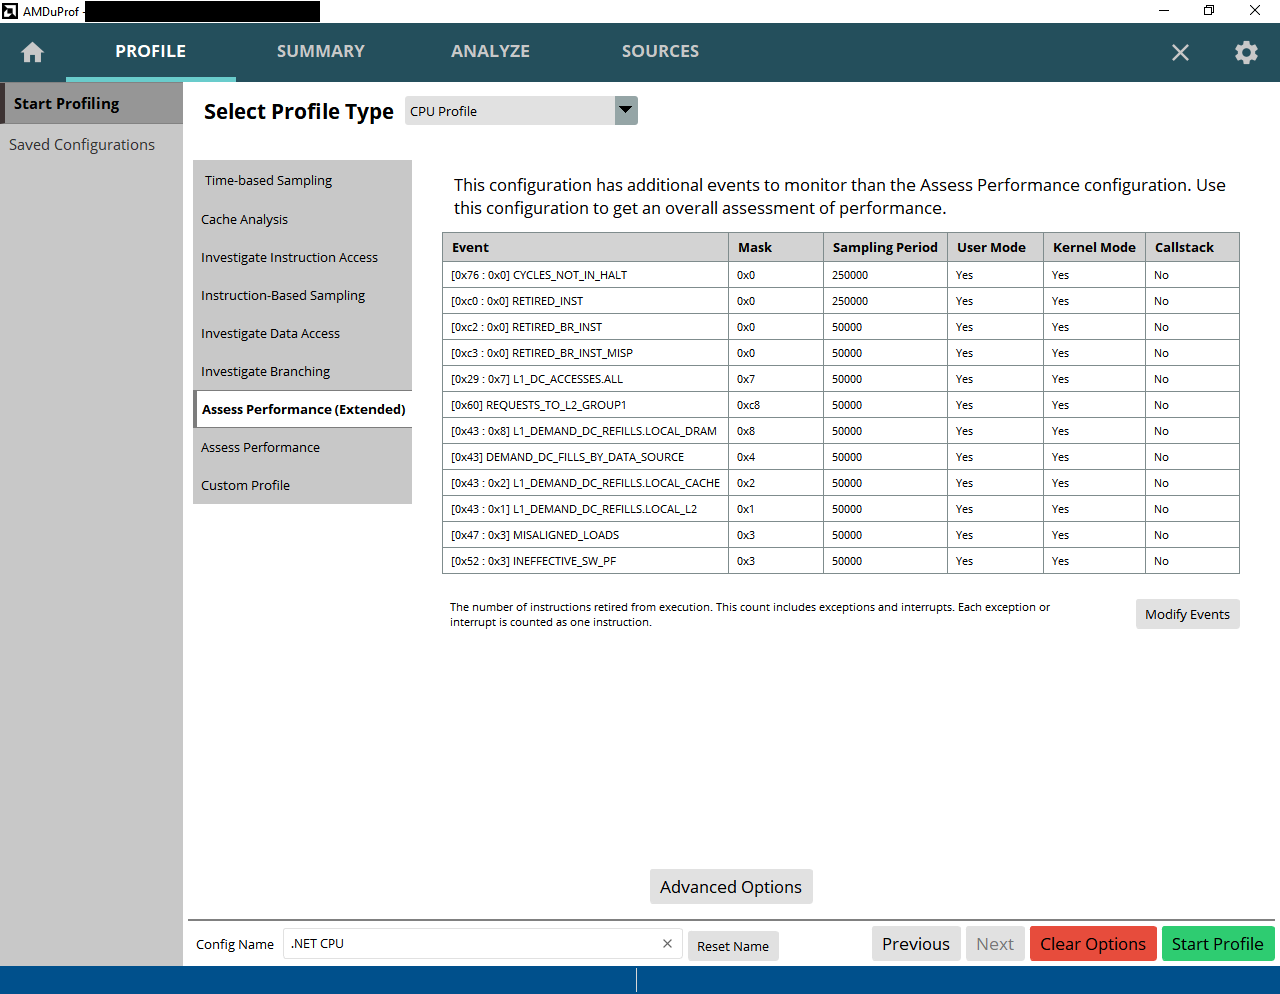 AMDuProf -
PROFILE
SUMMARY
ANALYZE
SOURCES
Start Profiling
Saved Configurations
Select Profile Type
CPU Profile
Time-based Sampling
Cache Analysis
Investigate Instruction Access
Instruction-Based Sampling
Investigate Data Access
Investigate Branching
Assess Performance (Extended)
Assess Performance
Custom Profile
This configuration has additional events to monitor than the Assess Performance configuration. Use
this configuration to get an overall assessment of performance.
Event Mask Sampling Period User Mode Kernel Mode Callstack
[0x76 : 0x0] CYCLES_NOT_IN_HALT 0x0 250000 Yes Yes No
[0xc0 : 0x0] RETIRED_INST 0x0 250000 Yes Yes No
[0xc2 : 0x0] RETIRED_BR_INST 0x0 50000 Yes Yes No
[0xc3 : 0x0] RETIRED_BR_INST_MISP 0x0 50000 Yes Yes No
[0x29 : 0x7] L1_DC_ACCESSES.ALL 0x7 50000 Yes Yes No
[0x60] REQUESTS_TO_L2_GROUP1 0xc8 50000 Yes Yes No
[0x43 : 0x8] L1_DEMAND_DC_REFILLS.LOCAL_DRAM 0x8 50000 Yes Yes No
[0x43] DEMAND_DC_FILLS_BY_DATA_SOURCE 0x4 50000 Yes Yes No
[0x43 : 0x2] L1_DEMAND_DC_REFILLS.LOCAL_CACHE 0x2 50000 Yes Yes No
[0x43 : 0x1] L1_DEMAND_DC_REFILLS.LOCAL_L2 0x1 50000 Yes Yes No
[0x47 : 0x3] MISALIGNED_LOADS 0x3 50000 Yes Yes No
[0x52 : 0x3] INEFFECTIVE_SW_PF 0x3 50000 Yes Yes No
The number of instructions retired from execution. This count includes exceptions and interrupts. Each exception or
interrupt is counted as one instruction.
Modify Events
Advanced Options
Config Name
.NET CPU
Reset Name
Previous
Next
Clear Options
Start Profile